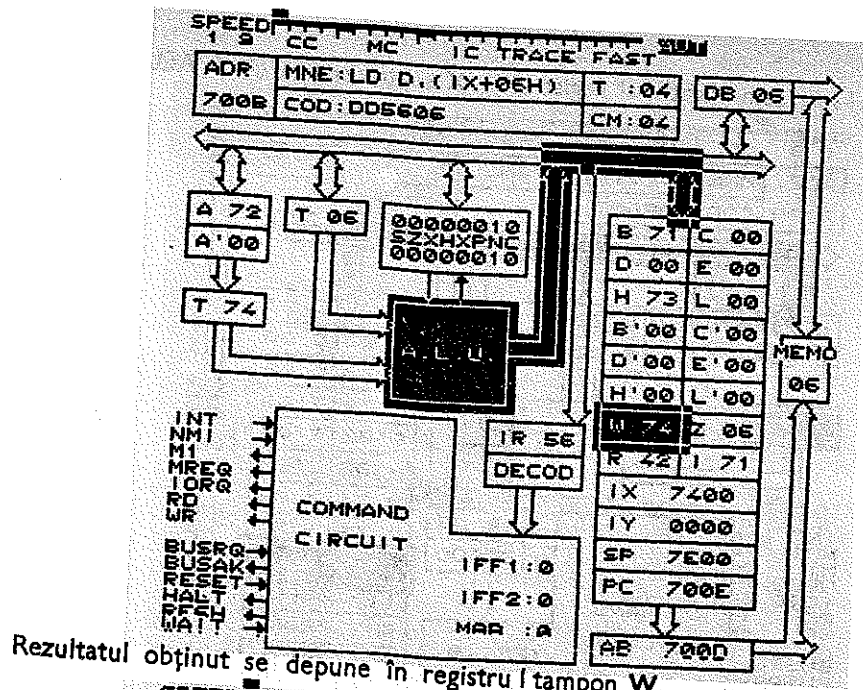 SPEED
1 2 CC MC IC TRACE FAST
ADR MNE:LD D,(IX+06H) T :04 DB 06
700B COD:DD5606 CM:04
A 72 T 06 00000010
A'00 SZXHXPNC
00000010
T 74
A.L.U.
B 71 C 00
D 00 E 00
H 73 L 00
B'00 C'00
D'00 E'00
H'00 L'00
W 74 Z 06
R 42 I 71
IX 7400
IY 0000
SP 7E00
PC 700E
AB 700D
MEMO
06
IR 56
DECOD
INT
NMI
M1
MREQ
IORQ
RD
WR
BUSRQ
BUSAK
RESET
HALT
RFSH
WAIT
COMMAND
CIRCUIT
IFF1:0
IFF2:0
Rezultatul obținut se depune în registrul tampon W